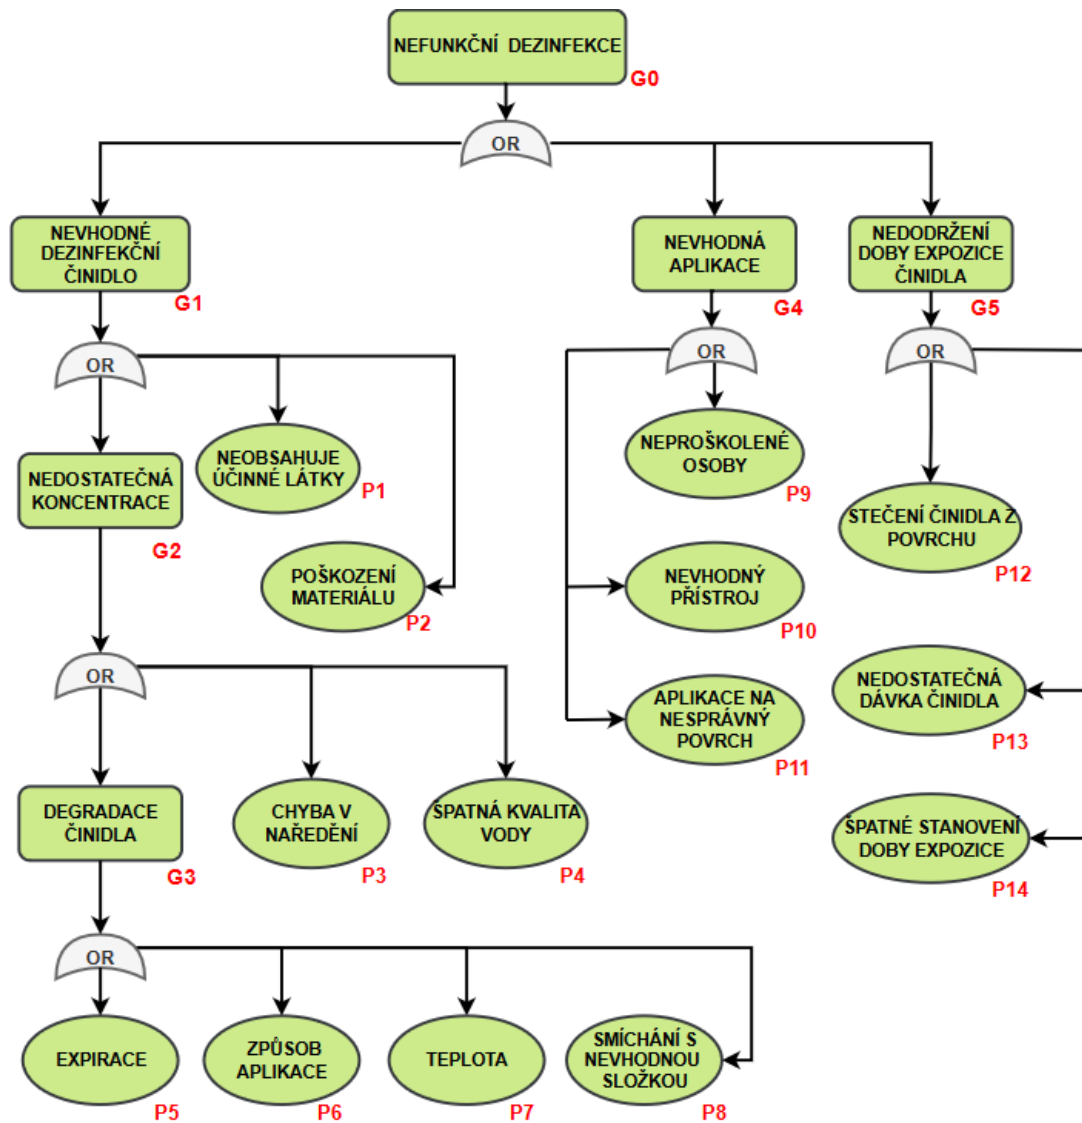 NEFUNKČNÍ DEZINFEKCE
G0
OR
NEVHODNÉ
DEZINFEKČNÍ
ČINIDLO
G1
NEVHODNÁ
APLIKACE
G4
NEDODRŽENÍ
DOBY EXPOZICE
ČINIDLA
G5
OR
OR
OR
NEDOSTATEČNÁ
KONCENTRACE
G2
NEOBSAHUJE
ÚČINNÉ LÁTKY
P1
NEPROŠKOLENÉ
OSOBY
P9
STEČENÍ ČINIDLA Z
POVRCHU
P12
POŠKOZENÍ
MATERIÁLU
P2
NEVHODNÝ
PŘÍSTROJ
P10
OR
APLIKACE NA
NESPRÁVNÝ
POVRCH
P11
NEDOSTATEČNÁ
DÁVKA ČINIDLA
P13
DEGRADACE
ČINIDLA
G3
CHYBA V
NAŘEDĚNÍ
P3
ŠPATNÁ KVALITA
VODY
P4
ŠPATNÉ STANOVENÍ
DOBY EXPOZICE
P14
OR
EXPIRACE
P5
ZPŮSOB
APLIKACE
P6
TEPLOTA
P7
SMÍCHÁNÍ S
NEVHODNOU
SLOŽKOU
P8